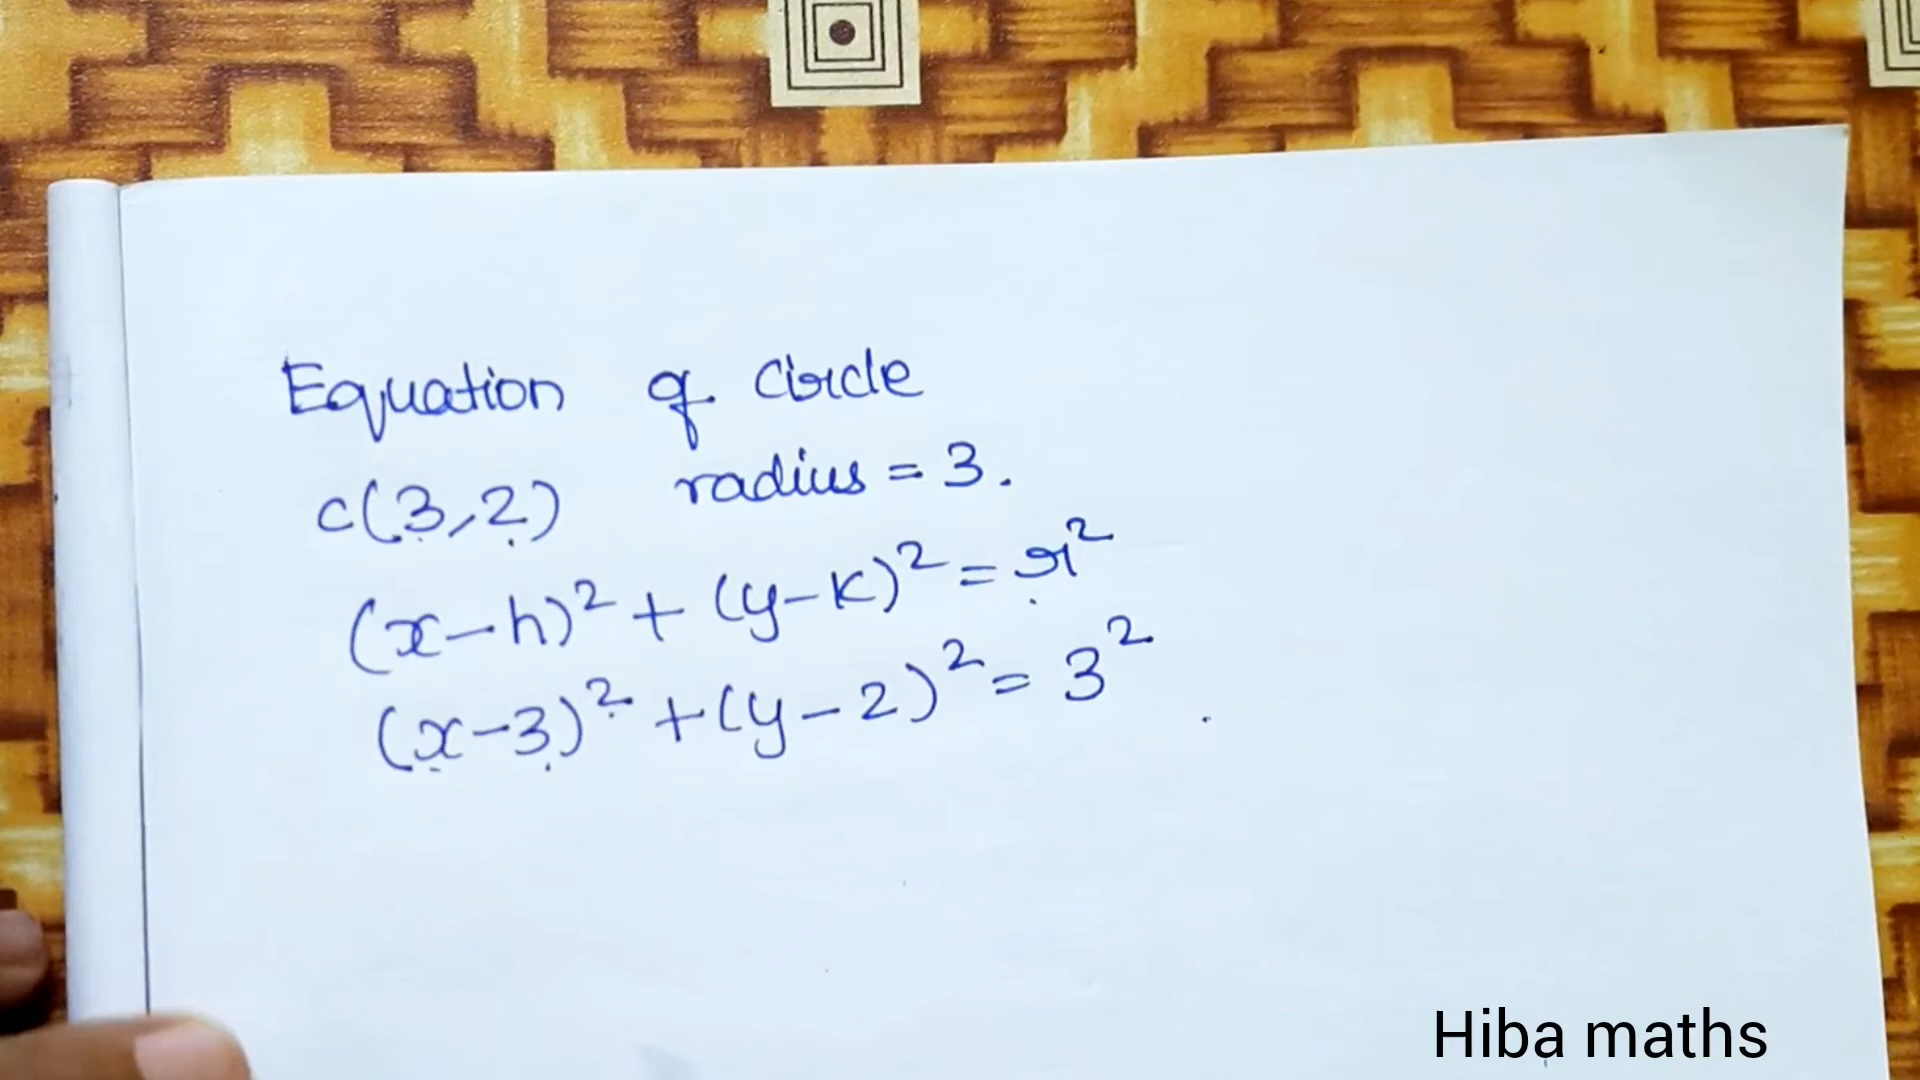 Equation of circle
c(3,2) radius = 3.
(x-h)² + (y-k)² = r²
(x-3)² + (y-2)² = 3²
Hiba maths